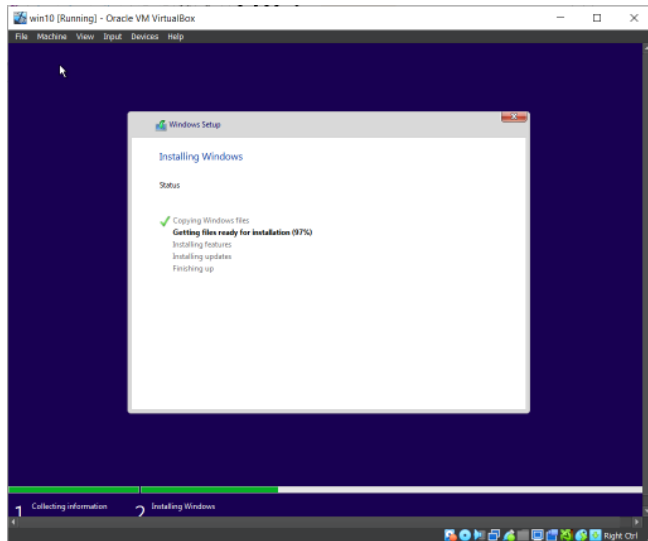 win10 [Running] - Oracle VM VirtualBox
File Machine View Input Devices Help
Windows Setup
Installing Windows
Status
Copying Windows files
Getting files ready for installation (97%)
Installing features
Installing updates
Finishing up
1 Collecting information 2 Installing Windows
Right Ctrl